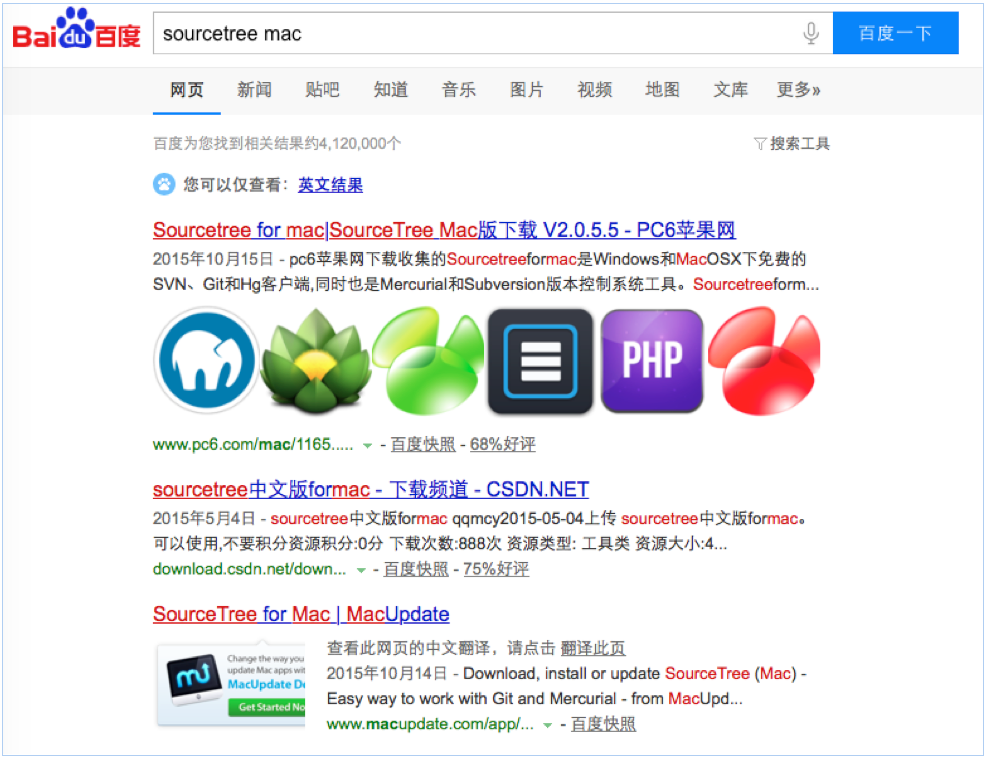 Bai du 百度 sourcetree mac 百度一下
网页 新闻 贴吧 知道 音乐 图片 视频 地图 文库 更多»
百度为您找到相关结果约4,120,000个 搜索工具
您可以仅查看：英文结果
Sourcetree for mac|SourceTree Mac版下载 V2.0.5.5 - PC6苹果网
2015年10月15日 - pc6苹果网下载收集的Sourcetreeformac是Windows和MacOSX下免费的
SVN、Git和Hg客户端,同时也是Mercurial和Subversion版本控制系统工具。Sourcetreeform...
PHP
www.pc6.com/mac/1165..... - 百度快照 - 68%好评
sourcetree中文版formac - 下载频道 - CSDN.NET
2015年5月4日 - sourcetree中文版formac qqmcy2015-05-04上传 sourcetree中文版formac。
可以使用,不要积分资源积分:0分 下载次数:888次 资源类型: 工具类 资源大小:4...
download.csdn.net/down... - 百度快照 - 75%好评
SourceTree for Mac | MacUpdate
Change the way you
update Mac apps wit
MacUpdate De
Get Started No
查看此网页的中文翻译，请点击 翻译此页
2015年10月14日 - Download, install or update SourceTree (Mac) -
Easy way to work with Git and Mercurial - from MacUpd...
www.macupdate.com/app/... - 百度快照